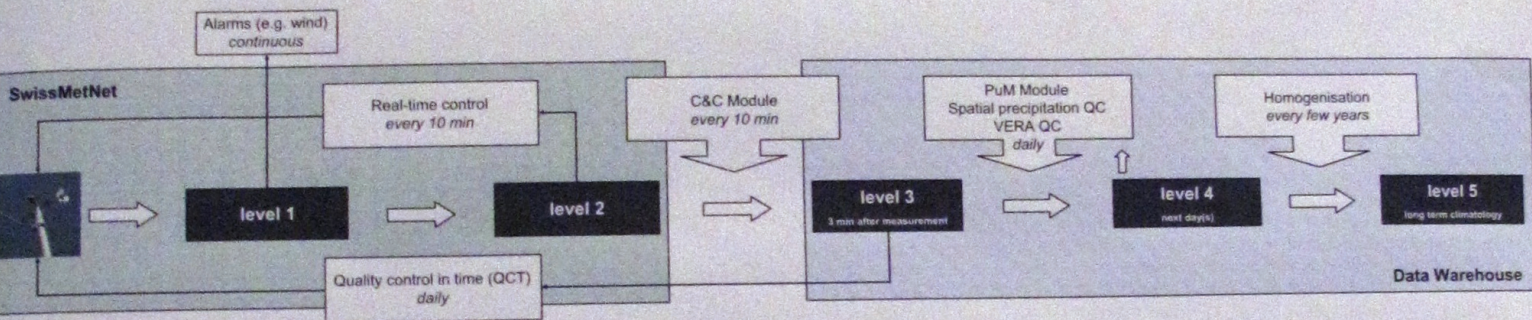 Alarms (e.g. wind)
continuous
SwissMetNet
Real-time control
every 10 min
C&C Module
every 10 min
PuM Module
Spatial precipitation QC
VERA QC
daily
Homogenisation
every few years
level 1
level 2
level 3
3 min after measurement
level 4
next day(s)
level 5
long term climatology
Quality control in time (QCT)
daily
Data Warehouse